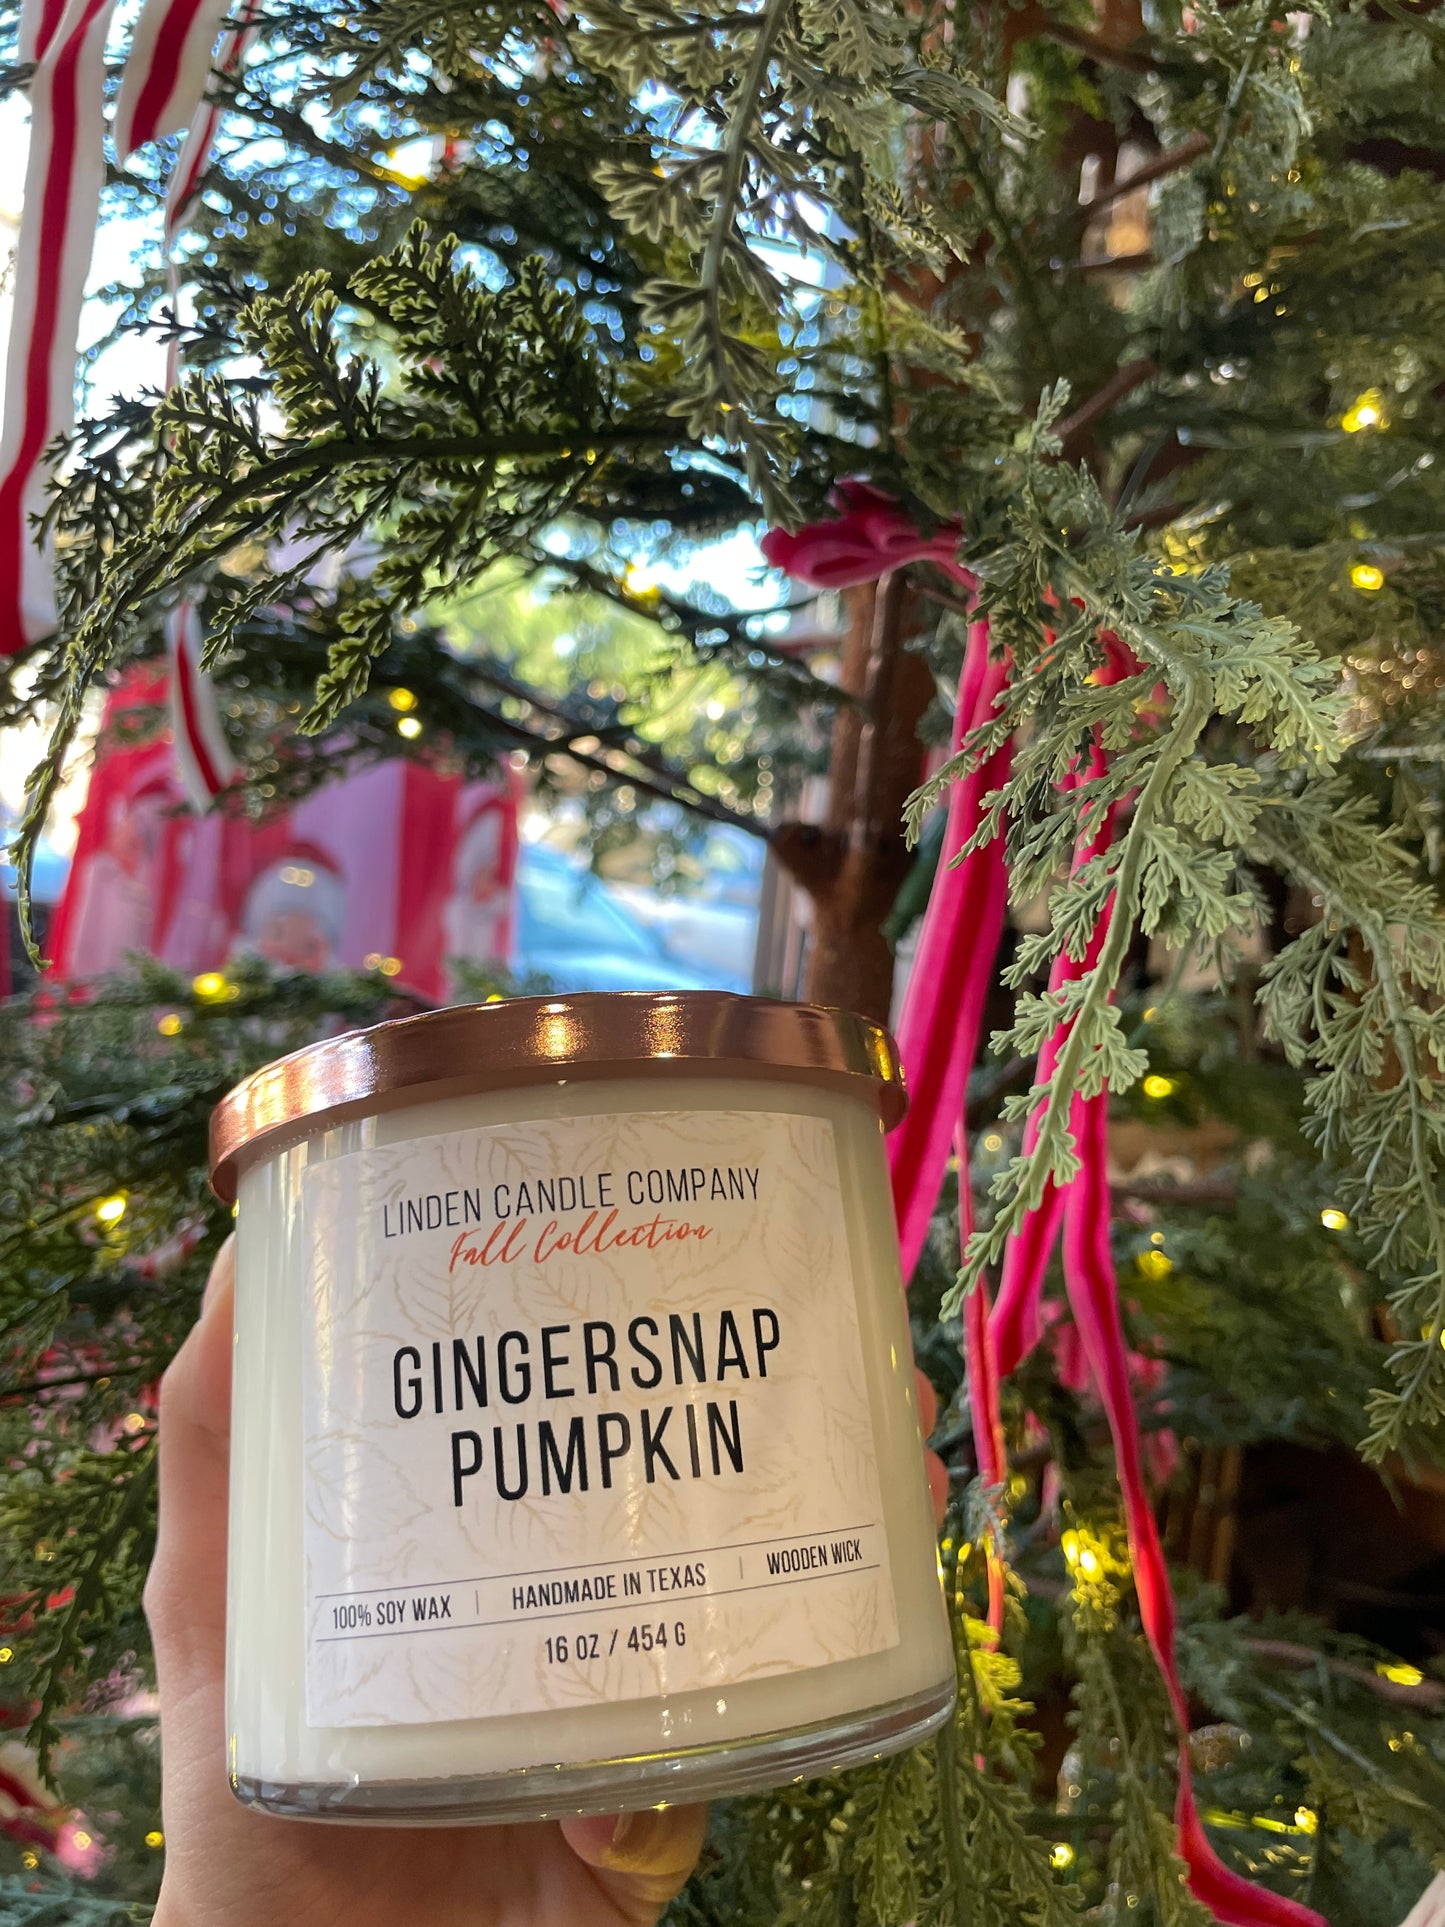 LINDEN CANDLE COMPANY
Fall Collection
GINGERSNAP
PUMPKIN
100% SOY WAX | HANDMADE IN TEXAS | WOODEN WICK
16 OZ / 454 G